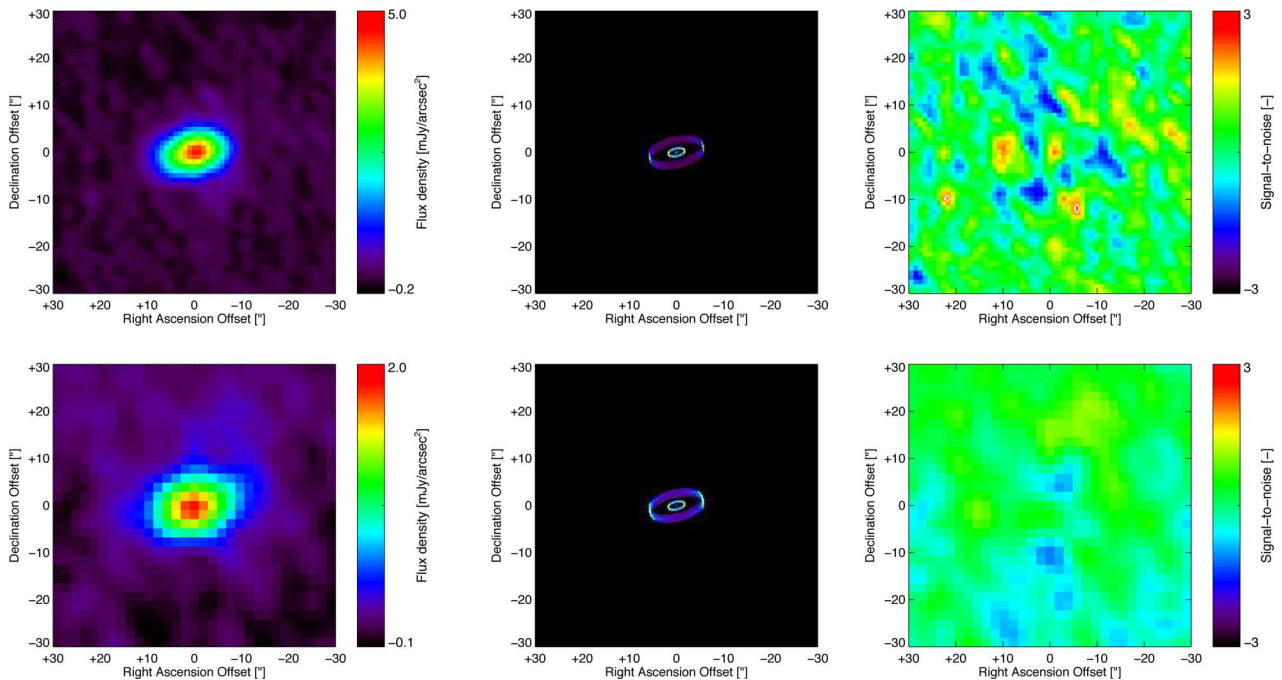 +30
+20
+10
0
−10
−20
−30
Declination Offset ["]
+30 +20 +10 0 −10 −20 −30
Right Ascension Offset ["]
5.0
−0.2
Flux density [mJy/arcsec²]
+30
+20
+10
0
−10
−20
−30
Declination Offset ["]
+30 +20 +10 0 −10 −20 −30
Right Ascension Offset ["]
+30
+20
+10
0
−10
−20
−30
Declination Offset ["]
+30 +20 +10 0 −10 −20 −30
Right Ascension Offset ["]
3
−3
Signal−to−noise [−]
+30
+20
+10
0
−10
−20
−30
Declination Offset ["]
+30 +20 +10 0 −10 −20 −30
Right Ascension Offset ["]
2.0
−0.1
Flux density [mJy/arcsec²]
+30
+20
+10
0
−10
−20
−30
Declination Offset ["]
+30 +20 +10 0 −10 −20 −30
Right Ascension Offset ["]
+30
+20
+10
0
−10
−20
−30
Declination Offset ["]
+30 +20 +10 0 −10 −20 −30
Right Ascension Offset ["]
3
−3
Signal−to−noise [−]